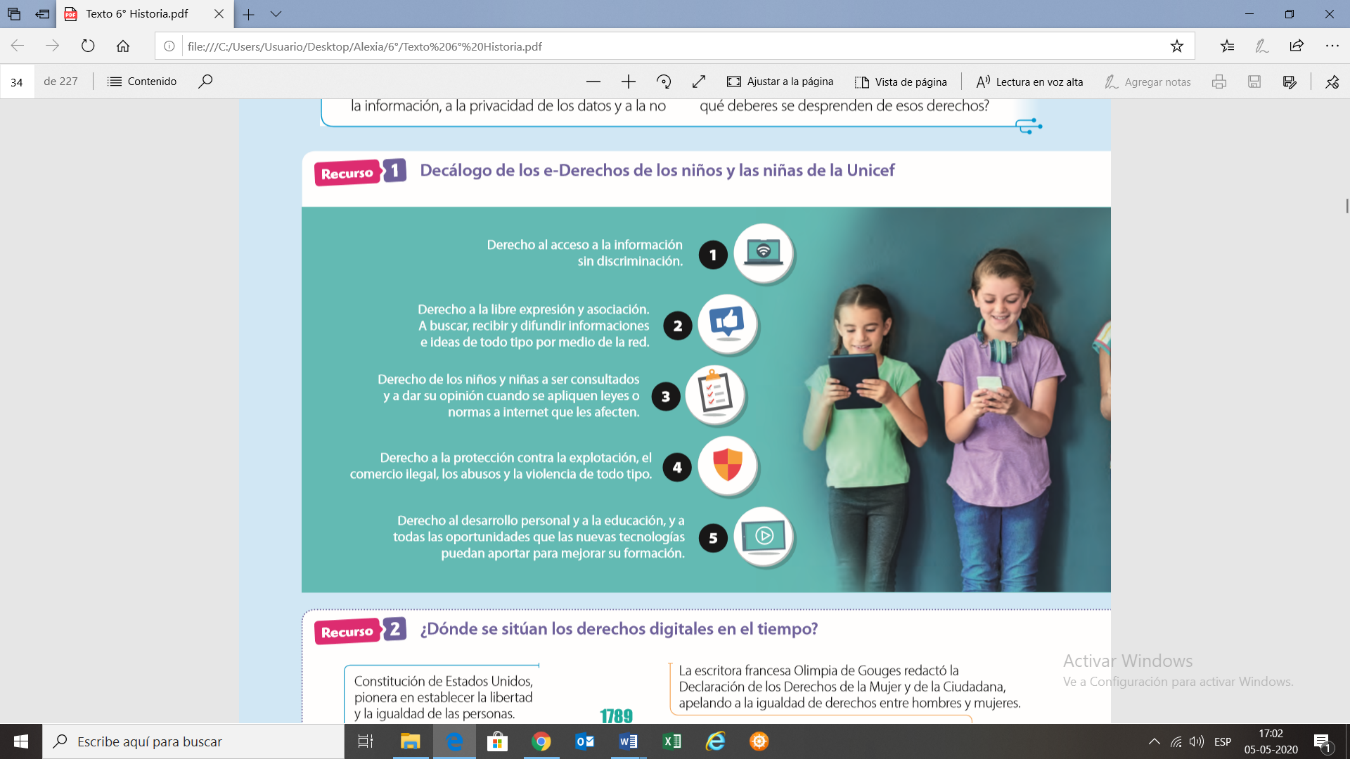 Texto 6° Historia.pdf
file:///C:/Users/Usuario/Desktop/Alexia/6°/Texto%206°%20Historia.pdf
34 de 227 Contenido Ajustar a la página Vista de página Lectura en voz alta Agregar notas
la información, a la privacidad de los datos y a la no
qué deberes se desprenden de esos derechos?
Recurso 1 Decálogo de los e-Derechos de los niños y las niñas de la Unicef
Derecho al acceso a la información
sin discriminación.
1
Derecho a la libre expresión y asociación.
A buscar, recibir y difundir informaciones
e ideas de todo tipo por medio de la red.
2
Derecho de los niños y niñas a ser consultados
y a dar su opinión cuando se apliquen leyes o
normas a internet que les afecten.
3
Derecho a la protección contra la explotación, el
comercio ilegal, los abusos y la violencia de todo tipo.
4
Derecho al desarrollo personal y a la educación, y a
todas las oportunidades que las nuevas tecnologías
puedan aportar para mejorar su formación.
5
Recurso 2 ¿Dónde se sitúan los derechos digitales en el tiempo?
Constitución de Estados Unidos,
pionera en establecer la libertad
y la igualdad de las personas.
1789
La escritora francesa Olimpia de Gouges redactó la
Declaración de los Derechos de la Mujer y de la Ciudadana,
apelando a la igualdad de derechos entre hombres y mujeres.
Activar Windows
Ve a Configuración para activar Windows.
Escribe aquí para buscar
ESP
17:02
05-05-2020
1